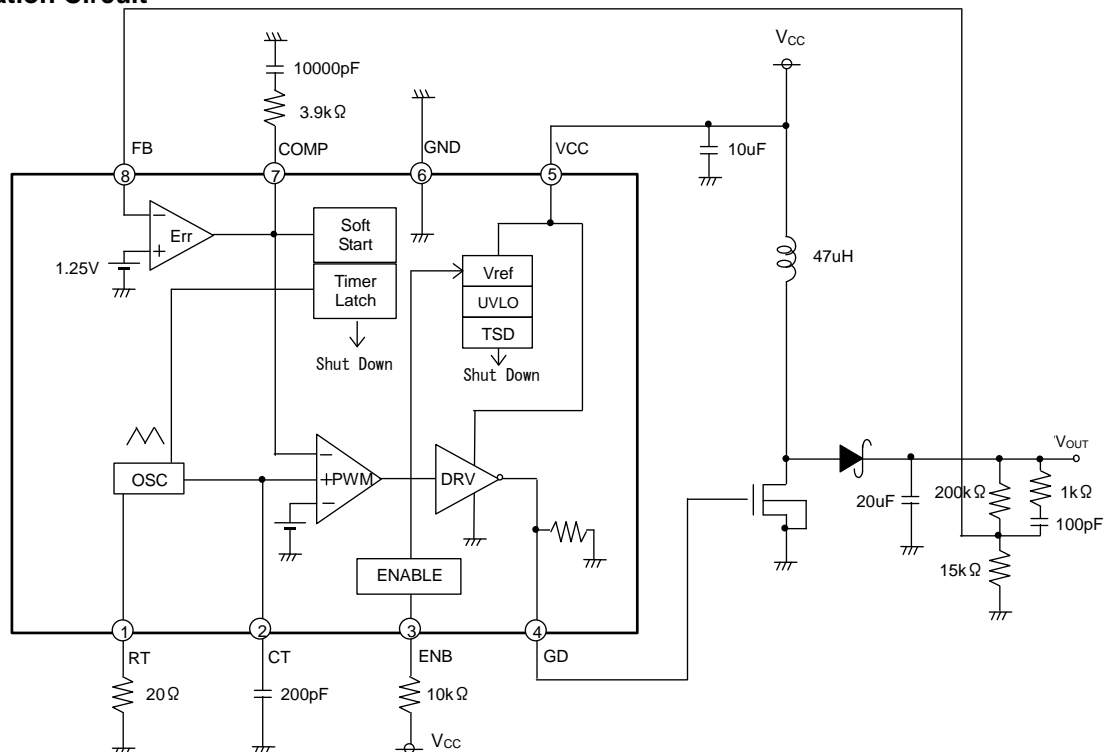 ation Circuit
VCC
10000pF
3.9kΩ
FB
COMP
GND
VCC
10uF
8
7
6
5
47uH
Err
1.25V
Soft
Start
Timer
Latch
Shut Down
Vref
UVLO
TSD
Shut Down
OSC
PWM
DRV
VOUT
20uF
200kΩ
1kΩ
100pF
15kΩ
ENABLE
1
2
3
4
RT
CT
ENB
GD
20Ω
200pF
10kΩ
VCC